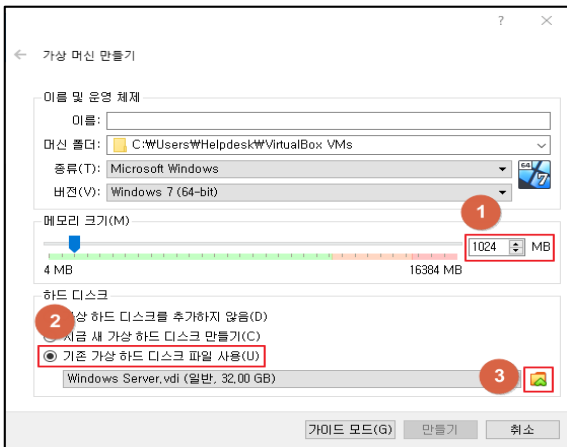 ?
가상 머신 만들기
이름 및 운영 체제
이름:
머신 폴더: C:₩Users₩Helpdesk₩VirtualBox VMs
종류(T): Microsoft Windows
64
7
버전(V): Windows 7 (64-bit)
1
메모리 크기(M)
1024 MB
4 MB 16384 MB
하드 디스크
2
상 하드 디스크를 추가하지 않음(D)
지금 새 가상 하드 디스크 만들기(C)
기존 가상 하드 디스크 파일 사용(U)
3
Windows Server.vdi (일반, 32,00 GB)
가이드 모드(G) 만들기 취소